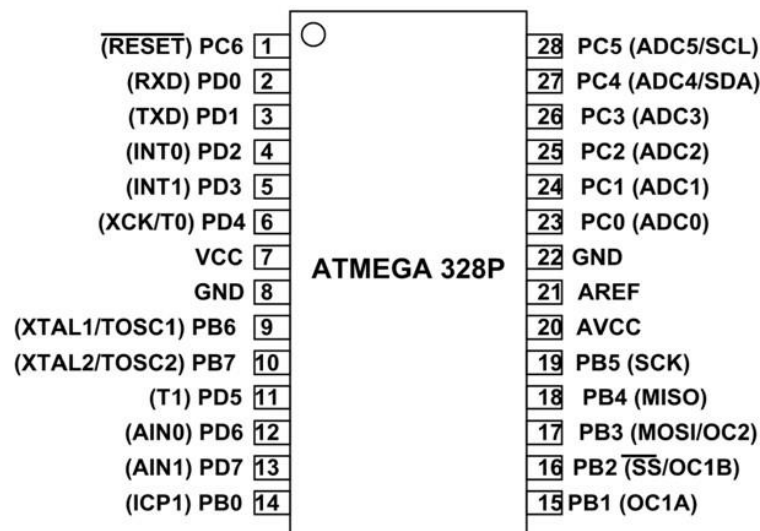 (RESET) PC6 1 28 PC5 (ADC5/SCL)
(RXD) PD0 2 27 PC4 (ADC4/SDA)
(TXD) PD1 3 26 PC3 (ADC3)
(INT0) PD2 4 25 PC2 (ADC2)
(INT1) PD3 5 24 PC1 (ADC1)
(XCK/T0) PD4 6 23 PC0 (ADC0)
VCC 7 22 GND
ATMEGA 328P
GND 8 21 AREF
(XTAL1/TOSC1) PB6 9 20 AVCC
(XTAL2/TOSC2) PB7 10 19 PB5 (SCK)
(T1) PD5 11 18 PB4 (MISO)
(AIN0) PD6 12 17 PB3 (MOSI/OC2)
(AIN1) PD7 13 16 PB2 (SS/OC1B)
(ICP1) PB0 14 15 PB1 (OC1A)